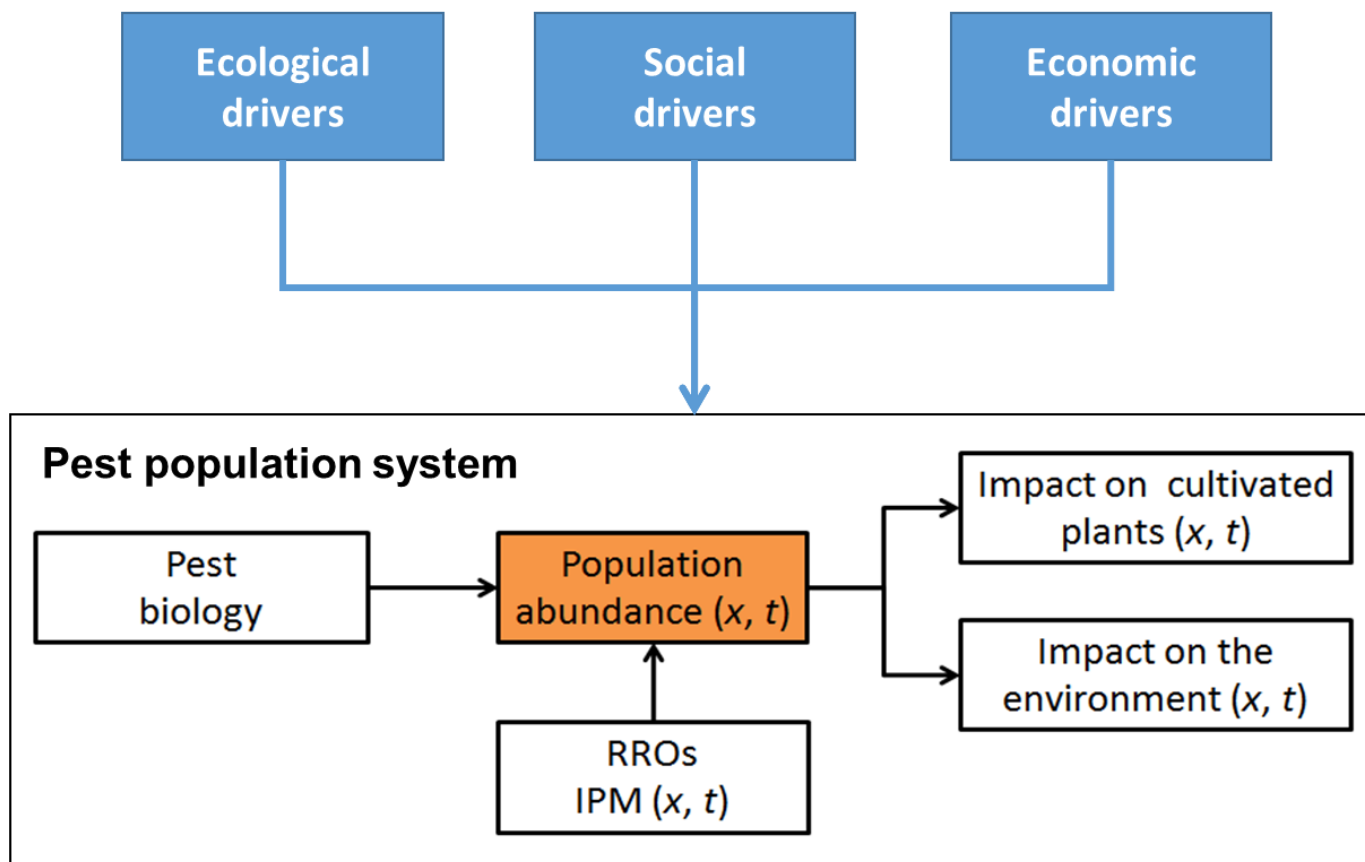 Ecological
drivers
Social
drivers
Economic
drivers
Pest population system
Pest
biology
Population
abundance (x, t)
RROs
IPM (x, t)
Impact on cultivated
plants (x, t)
Impact on the
environment (x, t)